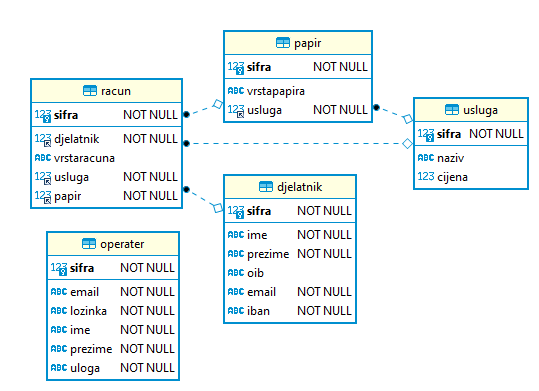 papir
123 sifra NOT NULL
ABC vrstapapira
123 usluga NOT NULL
racun
123 sifra NOT NULL
123 djelatnik NOT NULL
ABC vrstaracuna
123 usluga NOT NULL
123 papir NOT NULL
usluga
123 sifra NOT NULL
ABC naziv
123 cijena
djelatnik
123 sifra NOT NULL
ABC ime NOT NULL
ABC prezime NOT NULL
ABC oib
ABC email NOT NULL
ABC iban NOT NULL
operater
123 sifra NOT NULL
ABC email NOT NULL
ABC lozinka NOT NULL
ABC ime NOT NULL
ABC prezime NOT NULL
ABC uloga NOT NULL